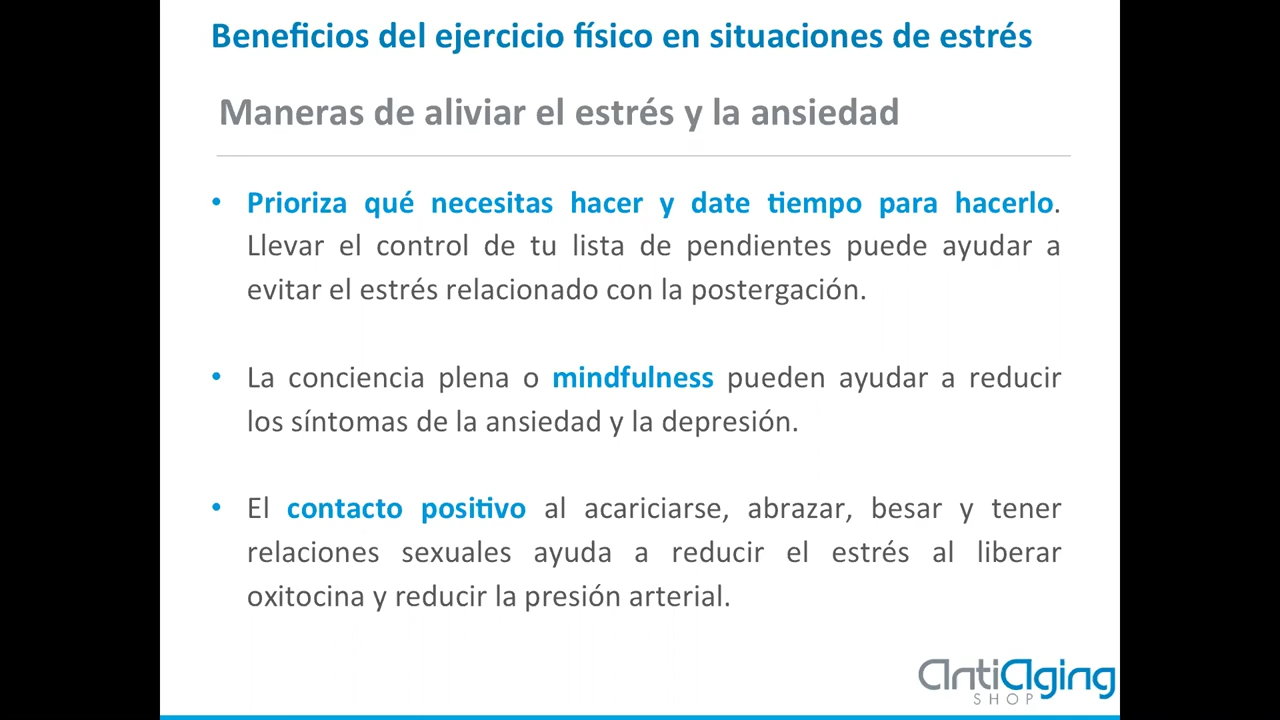 Beneficios del ejercicio físico en situaciones de estrés
Maneras de aliviar el estrés y la ansiedad
• Prioriza qué necesitas hacer y date tiempo para hacerlo.
Llevar el control de tu lista de pendientes puede ayudar a
evitar el estrés relacionado con la postergación.
• La conciencia plena o mindfulness pueden ayudar a reducir
los síntomas de la ansiedad y la depresión.
• El contacto positivo al acariciarse, abrazar, besar y tener
relaciones sexuales ayuda a reducir el estrés al liberar
oxitocina y reducir la presión arterial.
antiaging
SHOP